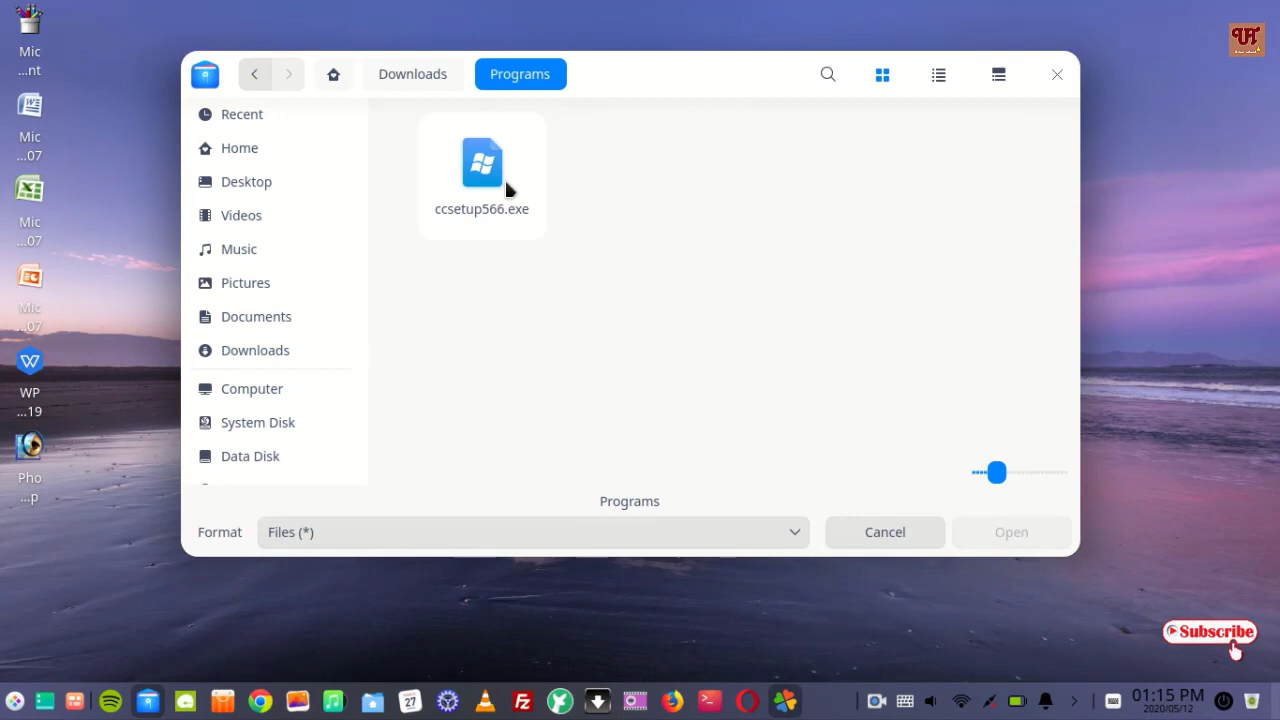 Mic
...nt
Mic
...07
Mic
...07
Mic
...07
WP
...19
Pho
...p
Downloads
Programs
Recent
Home
Desktop
Videos
Music
Pictures
Documents
Downloads
Computer
System Disk
Data Disk
ccsetup566.exe
Programs
Format
Files (*)
Cancel
Open
Subscribe
27
01:15 PM
2020/05/12